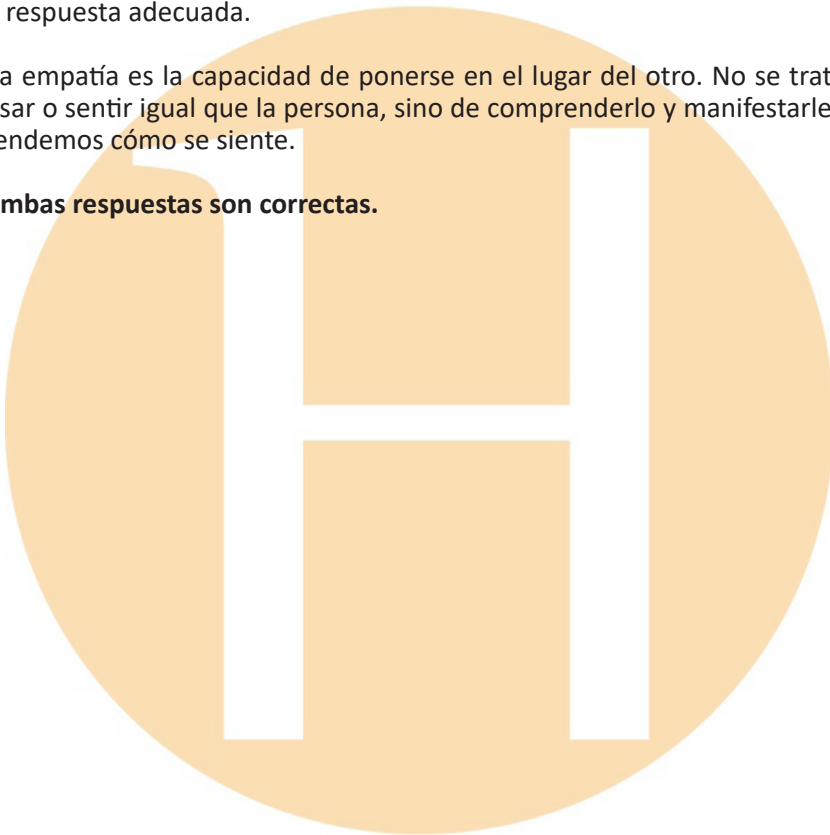 respuesta adecuada.
a empatía es la capacidad de ponerse en el lugar del otro. No se trat
sar o sentir igual que la persona, sino de comprenderlo y manifestarle
endemos cómo se siente.
mbas respuestas son correctas.
H